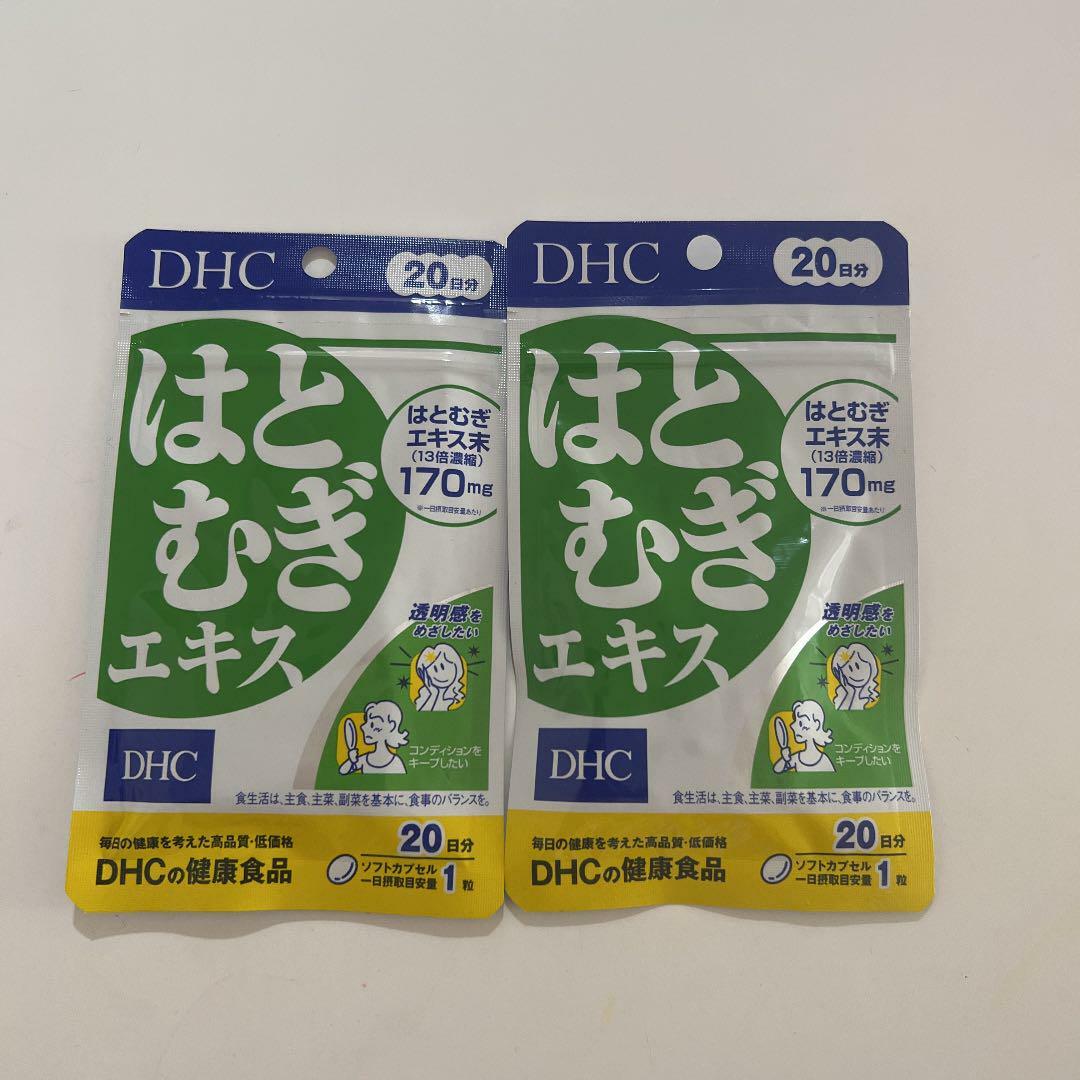 DHC
20日分
はと
むぎ
エキス
はとむぎ
エキス末
(13倍濃縮)
170mg
※一日摂取目安量あたり
透明感を
めざしたい
コンディションを
キープしたい
DHC
食生活は、主食、主菜、副菜を基本に、食事のバランスを。
毎日の健康を考えた高品質・低価格
DHCの健康食品
20日分
ソフトカプセル
一日摂取目安量 1粒
DHC
20日分
はと
むぎ
エキス
はとむぎ
エキス末
(13倍濃縮)
170mg
※一日摂取目安量あたり
透明感を
めざしたい
コンディションを
キープしたい
DHC
食生活は、主食、主菜、副菜を基本に、食事のバランスを。
毎日の健康を考えた高品質・低価格
DHCの健康食品
20日分
ソフトカプセル
一日摂取目安量 1粒